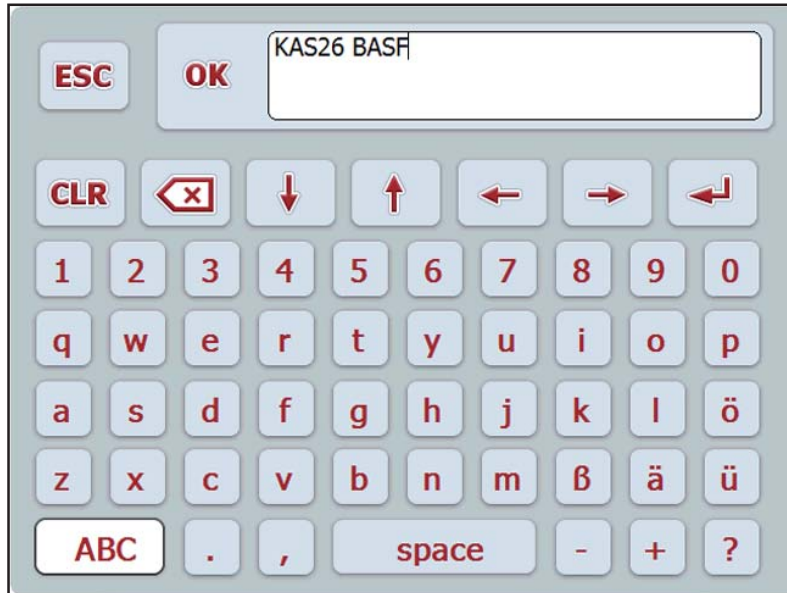 ESC OK KAS26 BASF
CLR
1 2 3 4 5 6 7 8 9 0
q w e r t y u i o p
a s d f g h j k l ö
z x c v b n m ß ä ü
ABC . , space - + ?